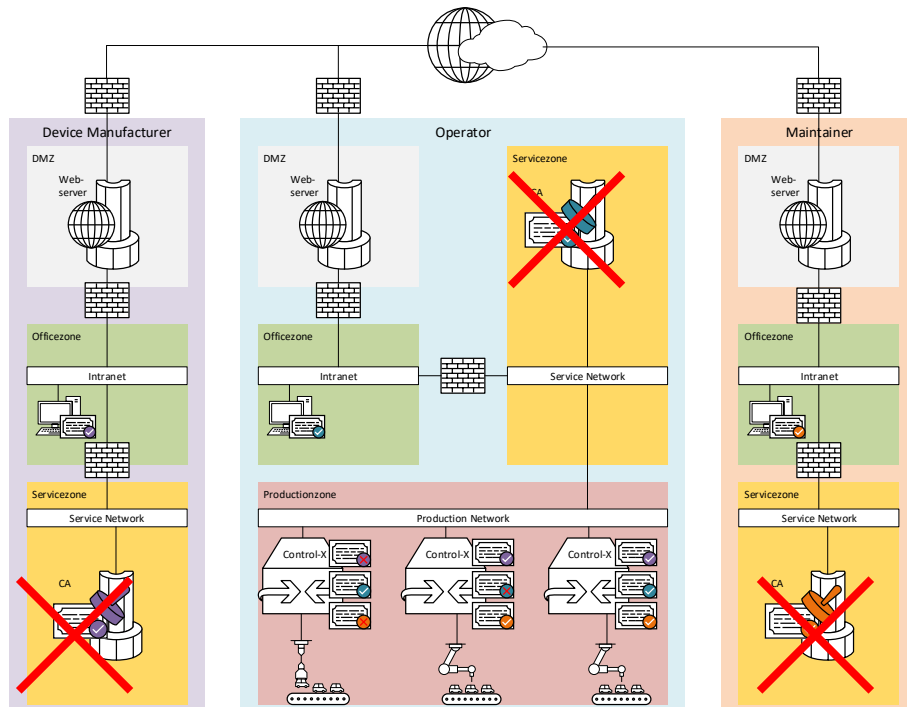 Device Manufacturer
DMZ
Web-
server
Officezone
Intranet
Servicezone
Service Network
CA
Operator
DMZ
Web-
server
Officezone
Intranet
Servicezone
CA
Service Network
Productionzone
Production Network
Control-X
Control-X
Control-X
Maintainer
DMZ
Web-
server
Officezone
Intranet
Servicezone
Service Network
CA